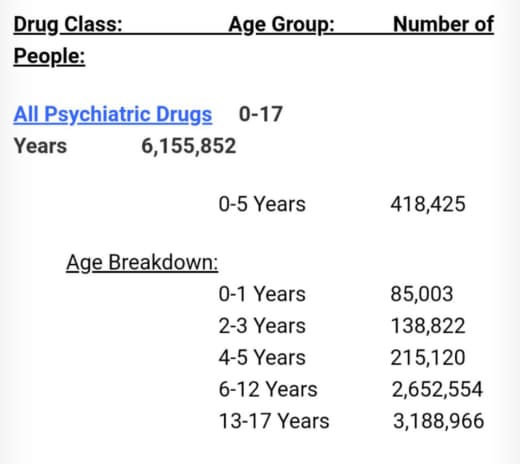 Drug Class: Age Group: Number of
People:
All Psychiatric Drugs 0-17
Years 6,155,852
0-5 Years 418,425
Age Breakdown:
0-1 Years 85,003
2-3 Years 138,822
4-5 Years 215,120
6-12 Years 2,652,554
13-17 Years 3,188,966